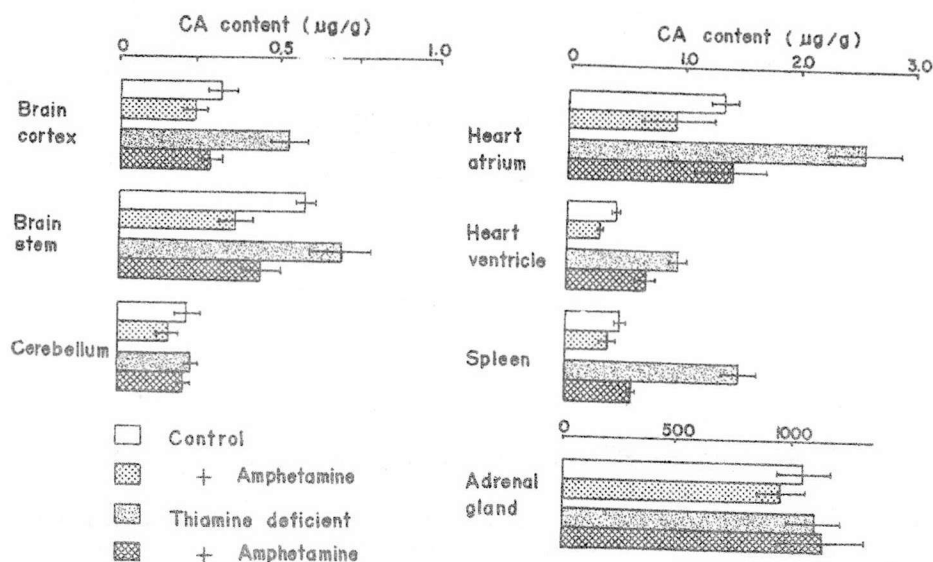 CA content (µg/g)
0 0.5 1.0
Brain
cortex
Brain
stem
Cerebellum
Control
+ Amphetamine
Thiamine deficient
+ Amphetamine
CA content (µg/g)
0 1.0 2.0 3.0
Heart
atrium
Heart
ventricle
Spleen
0 500 1000
Adrenal
gland